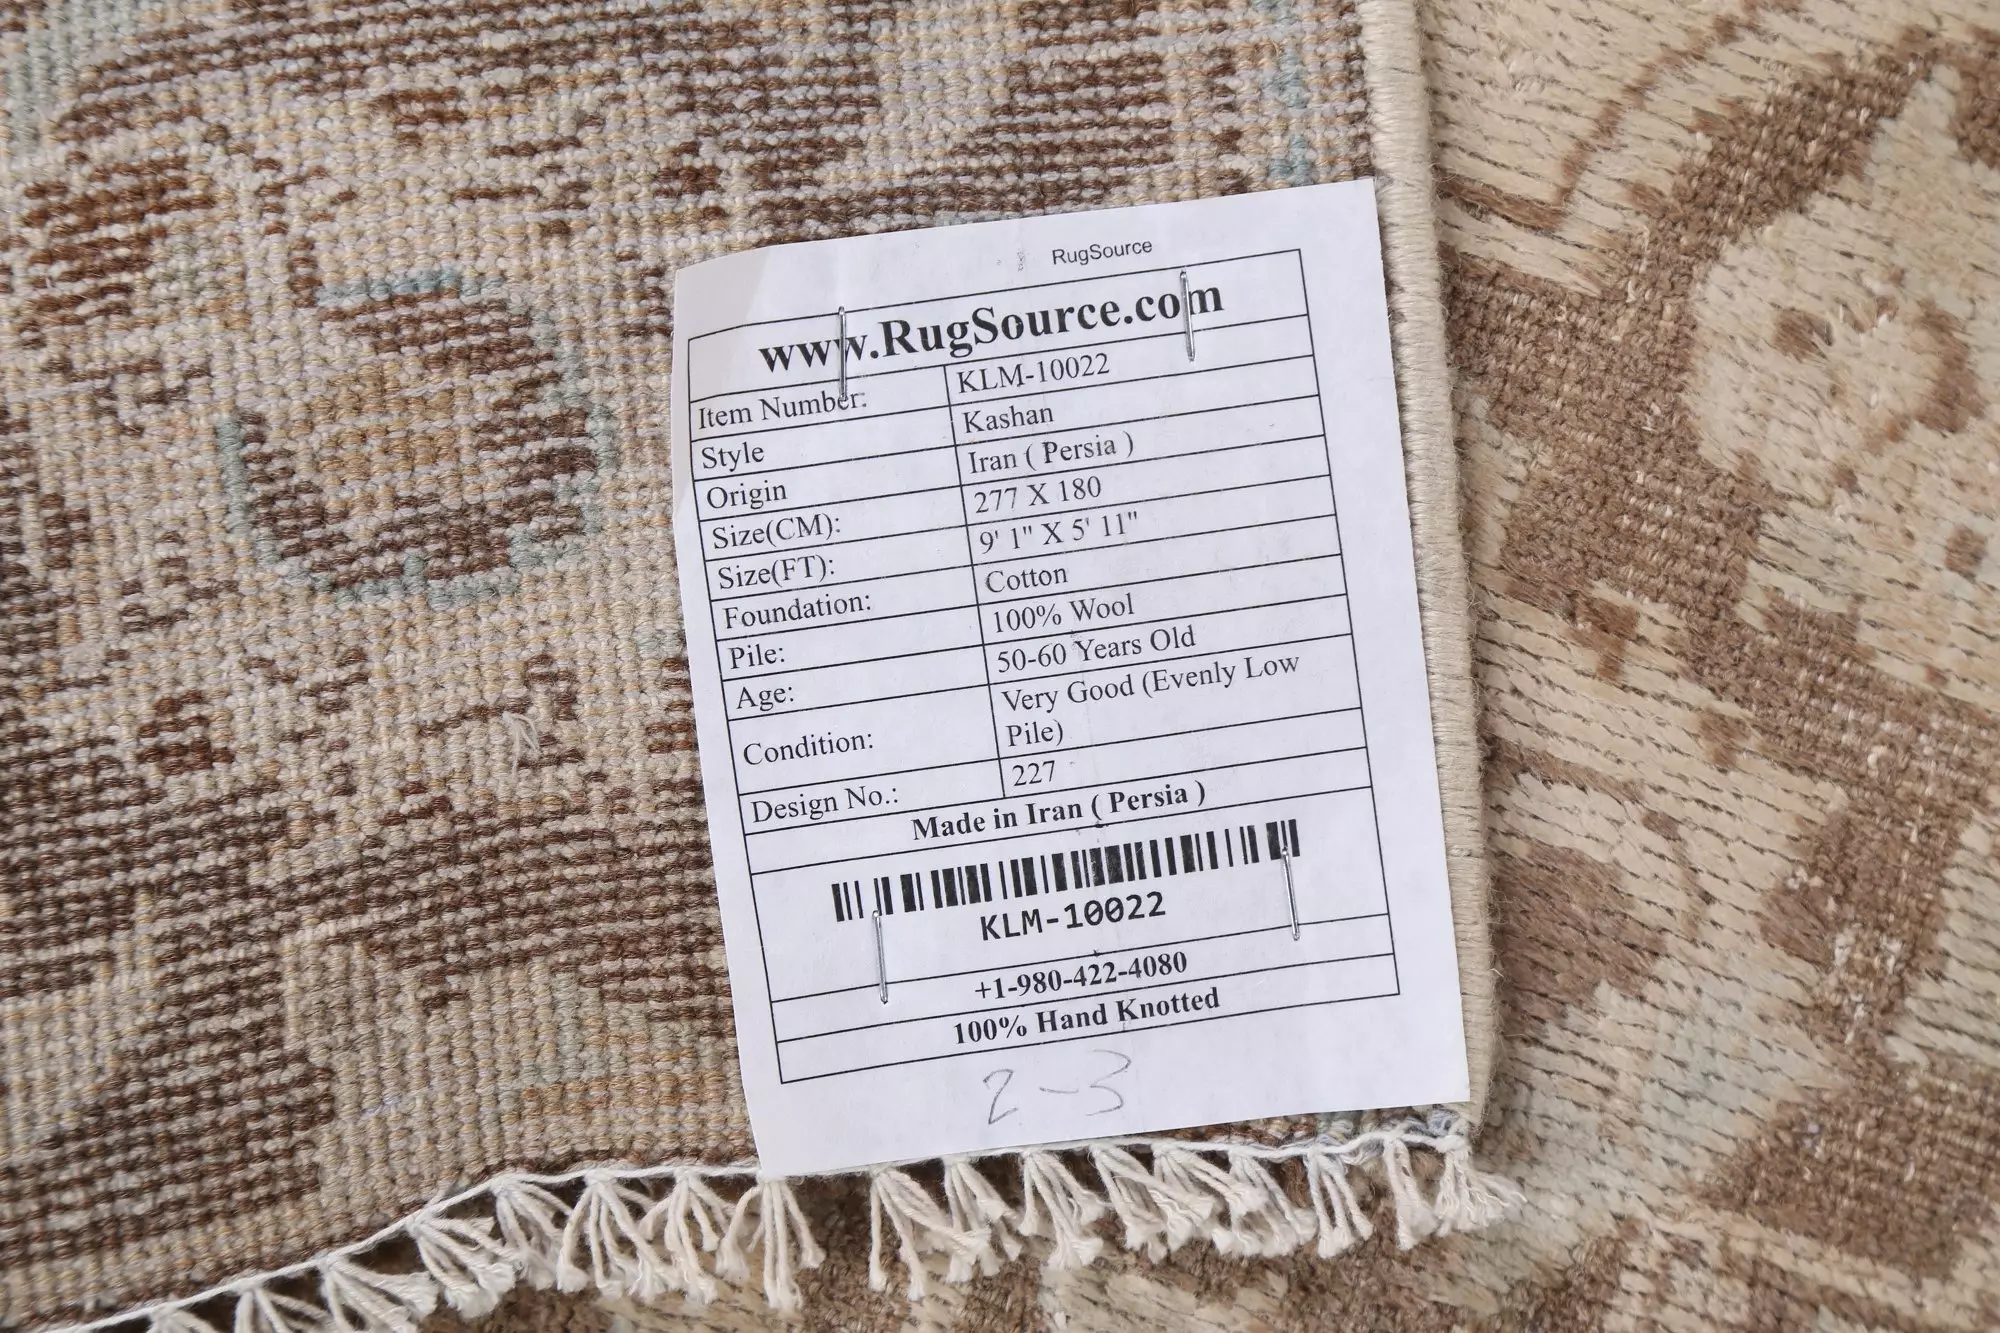 RugSource
www.RugSource.com
Item Number: KLM-10022
Style Kashan
Origin Iran ( Persia )
Size(CM): 277 X 180
Size(FT): 9' 1" X 5' 11"
Foundation: Cotton
Pile: 100% Wool
Age: 50-60 Years Old
Condition: Very Good (Evenly Low
Pile)
Design No.: 227
Made in Iran ( Persia )
KLM-10022
+1-980-422-4080
100% Hand Knotted
2-3